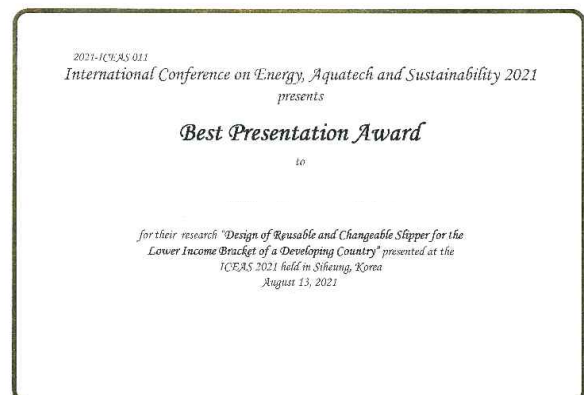 2021-ICEAS 011
International Conference on Energy, Aquatech and Sustainability 2021
presents
Best Presentation Award
to
for their research "Design of Reusable and Changeable Slipper for the
Lower Income Bracket of a Developing Country" presented at the
ICEAS 2021 held in Siheung, Korea
August 13, 2021